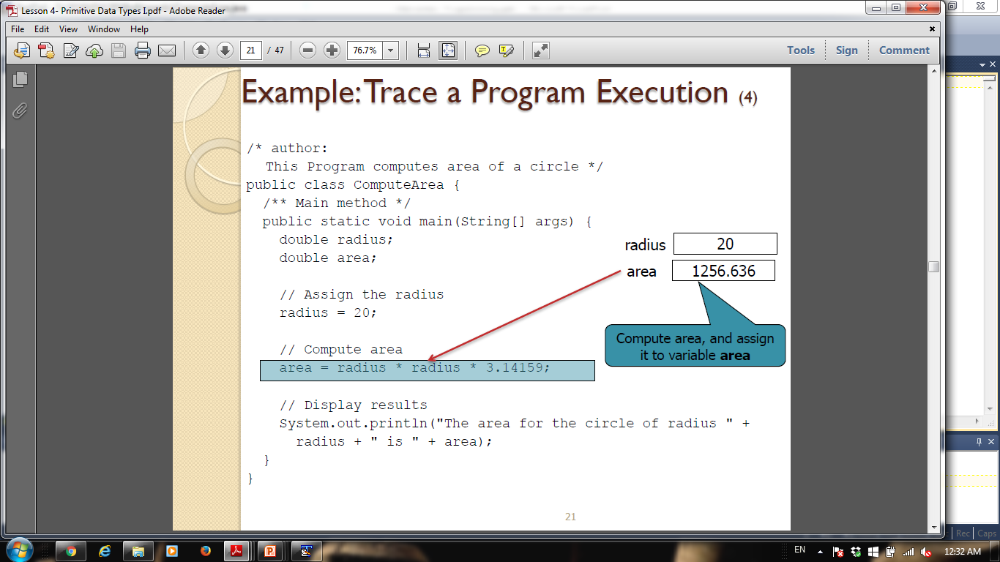 Lesson 4- Primitive Data Types I.pdf - Adobe Reader
File Edit View Window Help
21 / 47 76.7% Tools Sign Comment
Example: Trace a Program Execution (4)
/* author:
This Program computes area of a circle */
public class ComputeArea {
/** Main method */
public static void main(String[] args) {
double radius;
double area;
// Assign the radius
radius = 20;
// Compute area
area = radius * radius * 3.14159;
// Display results
System.out.println("The area for the circle of radius " +
radius + " is " + area);
}
}
radius 20
area 1256.636
Compute area, and assign
it to variable area
21
Rec Caps
EN 12:32 AM